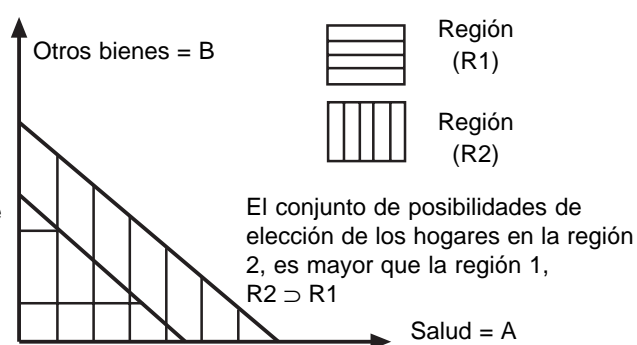 Otros bienes = B
Región
(R1)
Región
(R2)
El conjunto de posibilidades de
elección de los hogares en la región
2, es mayor que la región 1,
R2 ⊃ R1
Salud = A